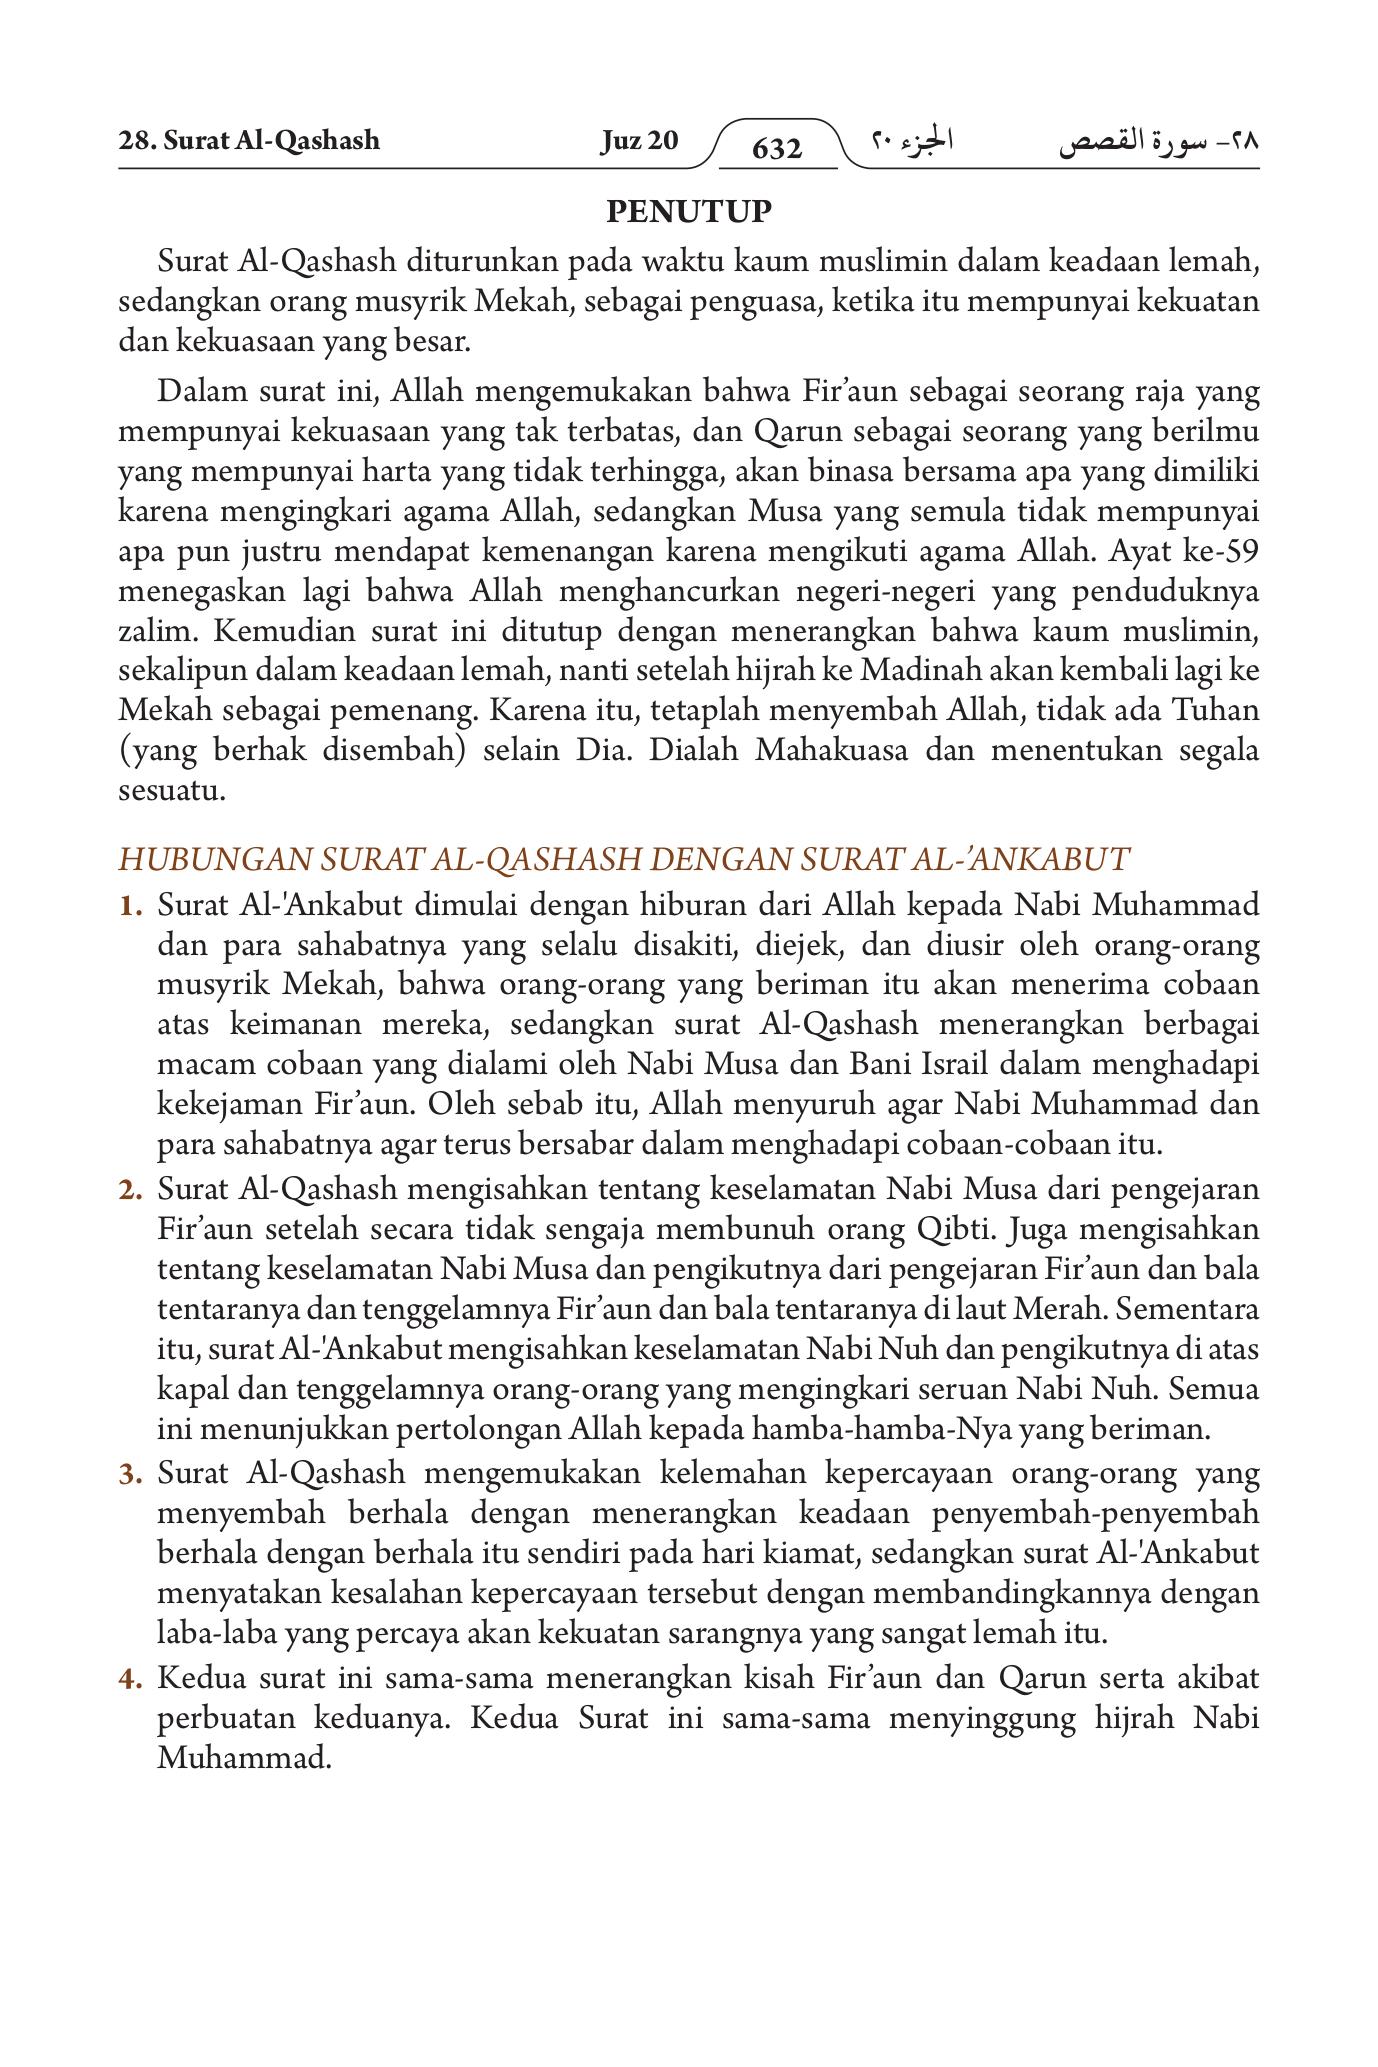 28. Surat Al-Qashash
Juz 20
632
الجزء ٢٠
٢٨- سورة القصص
PENUTUP
Surat Al-Qashash diturunkan pada waktu kaum muslimin dalam keadaan lemah,
sedangkan orang musyrik Mekah, sebagai penguasa, ketika itu mempunyai kekuatan
dan kekuasaan yang besar.
Dalam surat ini, Allah mengemukakan bahwa Fir’aun sebagai seorang raja yang
mempunyai kekuasaan yang tak terbatas, dan Qarun sebagai seorang yang berilmu
yang mempunyai harta yang tidak terhingga, akan binasa bersama apa yang dimiliki
karena mengingkari agama Allah, sedangkan Musa yang semula tidak mempunyai
apa pun justru mendapat kemenangan karena mengikuti agama Allah. Ayat ke-59
menegaskan lagi bahwa Allah menghancurkan negeri-negeri yang penduduknya
zalim. Kemudian surat ini ditutup dengan menerangkan bahwa kaum muslimin,
sekalipun dalam keadaan lemah, nanti setelah hijrah ke Madinah akan kembali lagi ke
Mekah sebagai pemenang. Karena itu, tetaplah menyembah Allah, tidak ada Tuhan
(yang berhak disembah) selain Dia. Dialah Mahakuasa dan menentukan segala
sesuatu.
HUBUNGAN SURAT AL-QASHASH DENGAN SURAT AL-’ANKABUT
1. Surat Al-'Ankabut dimulai dengan hiburan dari Allah kepada Nabi Muhammad
dan para sahabatnya yang selalu disakiti, diejek, dan diusir oleh orang-orang
musyrik Mekah, bahwa orang-orang yang beriman itu akan menerima cobaan
atas keimanan mereka, sedangkan surat Al-Qashash menerangkan berbagai
macam cobaan yang dialami oleh Nabi Musa dan Bani Israil dalam menghadapi
kekejaman Fir’aun. Oleh sebab itu, Allah menyuruh agar Nabi Muhammad dan
para sahabatnya agar terus bersabar dalam menghadapi cobaan-cobaan itu.
2. Surat Al-Qashash mengisahkan tentang keselamatan Nabi Musa dari pengejaran
Fir’aun setelah secara tidak sengaja membunuh orang Qibti. Juga mengisahkan
tentang keselamatan Nabi Musa dan pengikutnya dari pengejaran Fir’aun dan bala
tentaranya dan tenggelamnya Fir’aun dan bala tentaranya di laut Merah. Sementara
itu, surat Al-'Ankabut mengisahkan keselamatan Nabi Nuh dan pengikutnya di atas
kapal dan tenggelamnya orang-orang yang mengingkari seruan Nabi Nuh. Semua
ini menunjukkan pertolongan Allah kepada hamba-hamba-Nya yang beriman.
3. Surat Al-Qashash mengemukakan kelemahan kepercayaan orang-orang yang
menyembah berhala dengan menerangkan keadaan penyembah-penyembah
berhala dengan berhala itu sendiri pada hari kiamat, sedangkan surat Al-'Ankabut
menyatakan kesalahan kepercayaan tersebut dengan membandingkannya dengan
laba-laba yang percaya akan kekuatan sarangnya yang sangat lemah itu.
4. Kedua surat ini sama-sama menerangkan kisah Fir’aun dan Qarun serta akibat
perbuatan keduanya. Kedua Surat ini sama-sama menyinggung hijrah Nabi
Muhammad.